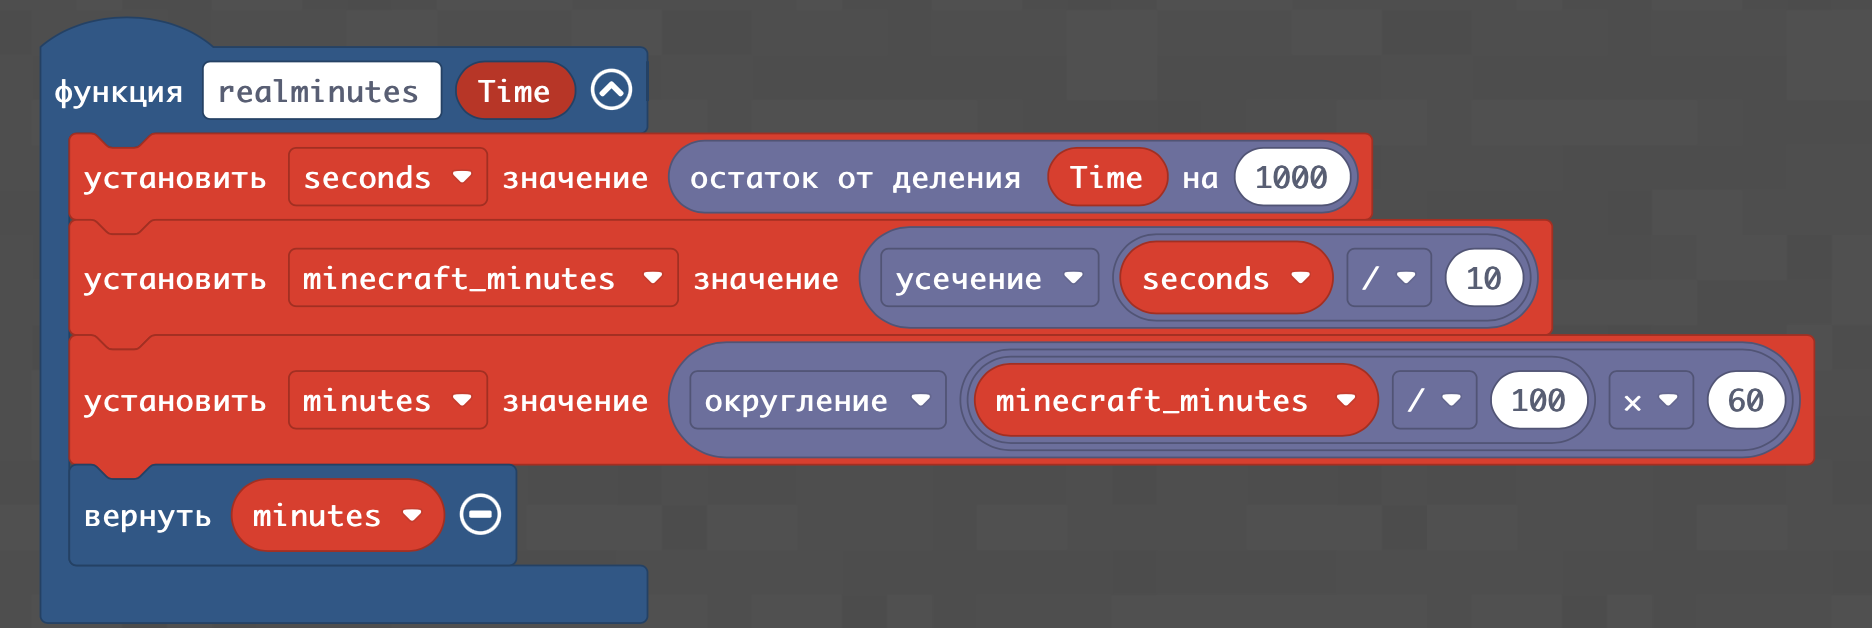 функция realminutes Time
установить seconds значение остаток от деления Time на 1000
установить minecraft_minutes значение усечение seconds / 10
установить minutes значение округление minecraft_minutes / 100 × 60
вернуть minutes